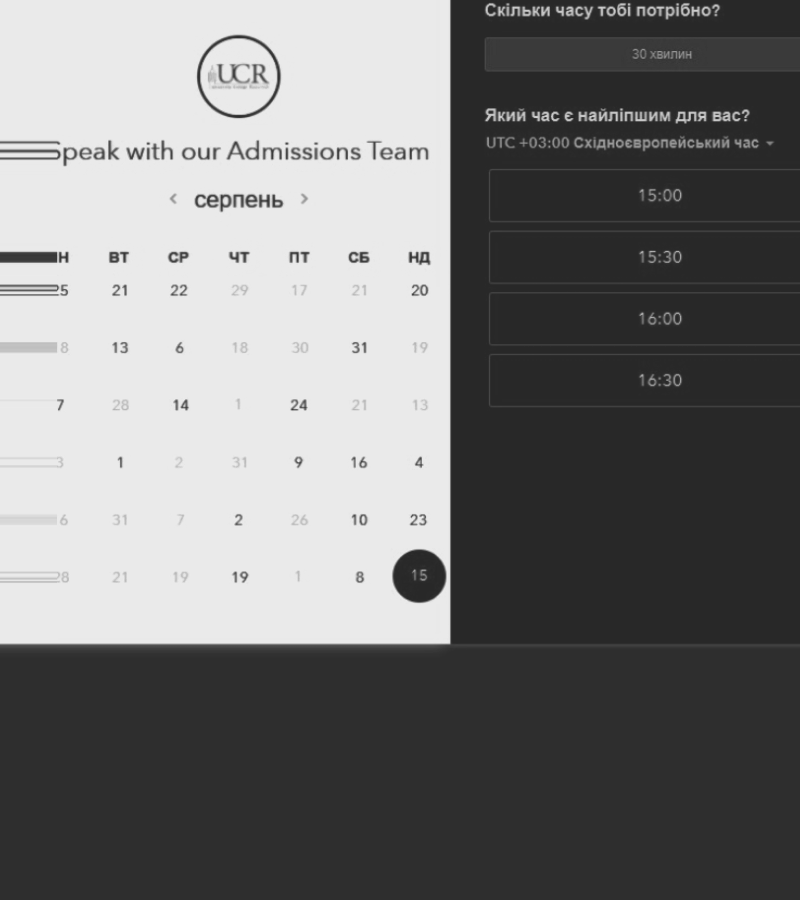 UCR
peak with our Admissions Team
серпень
Н ВТ СР ЧТ ПТ СБ НД
5 21 22 29 17 21 20
8 13 6 18 30 31 19
7 28 14 1 24 21 13
3 1 2 31 9 16 4
6 31 7 2 26 10 23
28 21 19 19 1 8 15
Скільки часу тобі потрібно?
30 хвилин
Який час є найліпшим для вас?
UTC +03:00 Східноєвропейський час
15:00
15:30
16:00
16:30